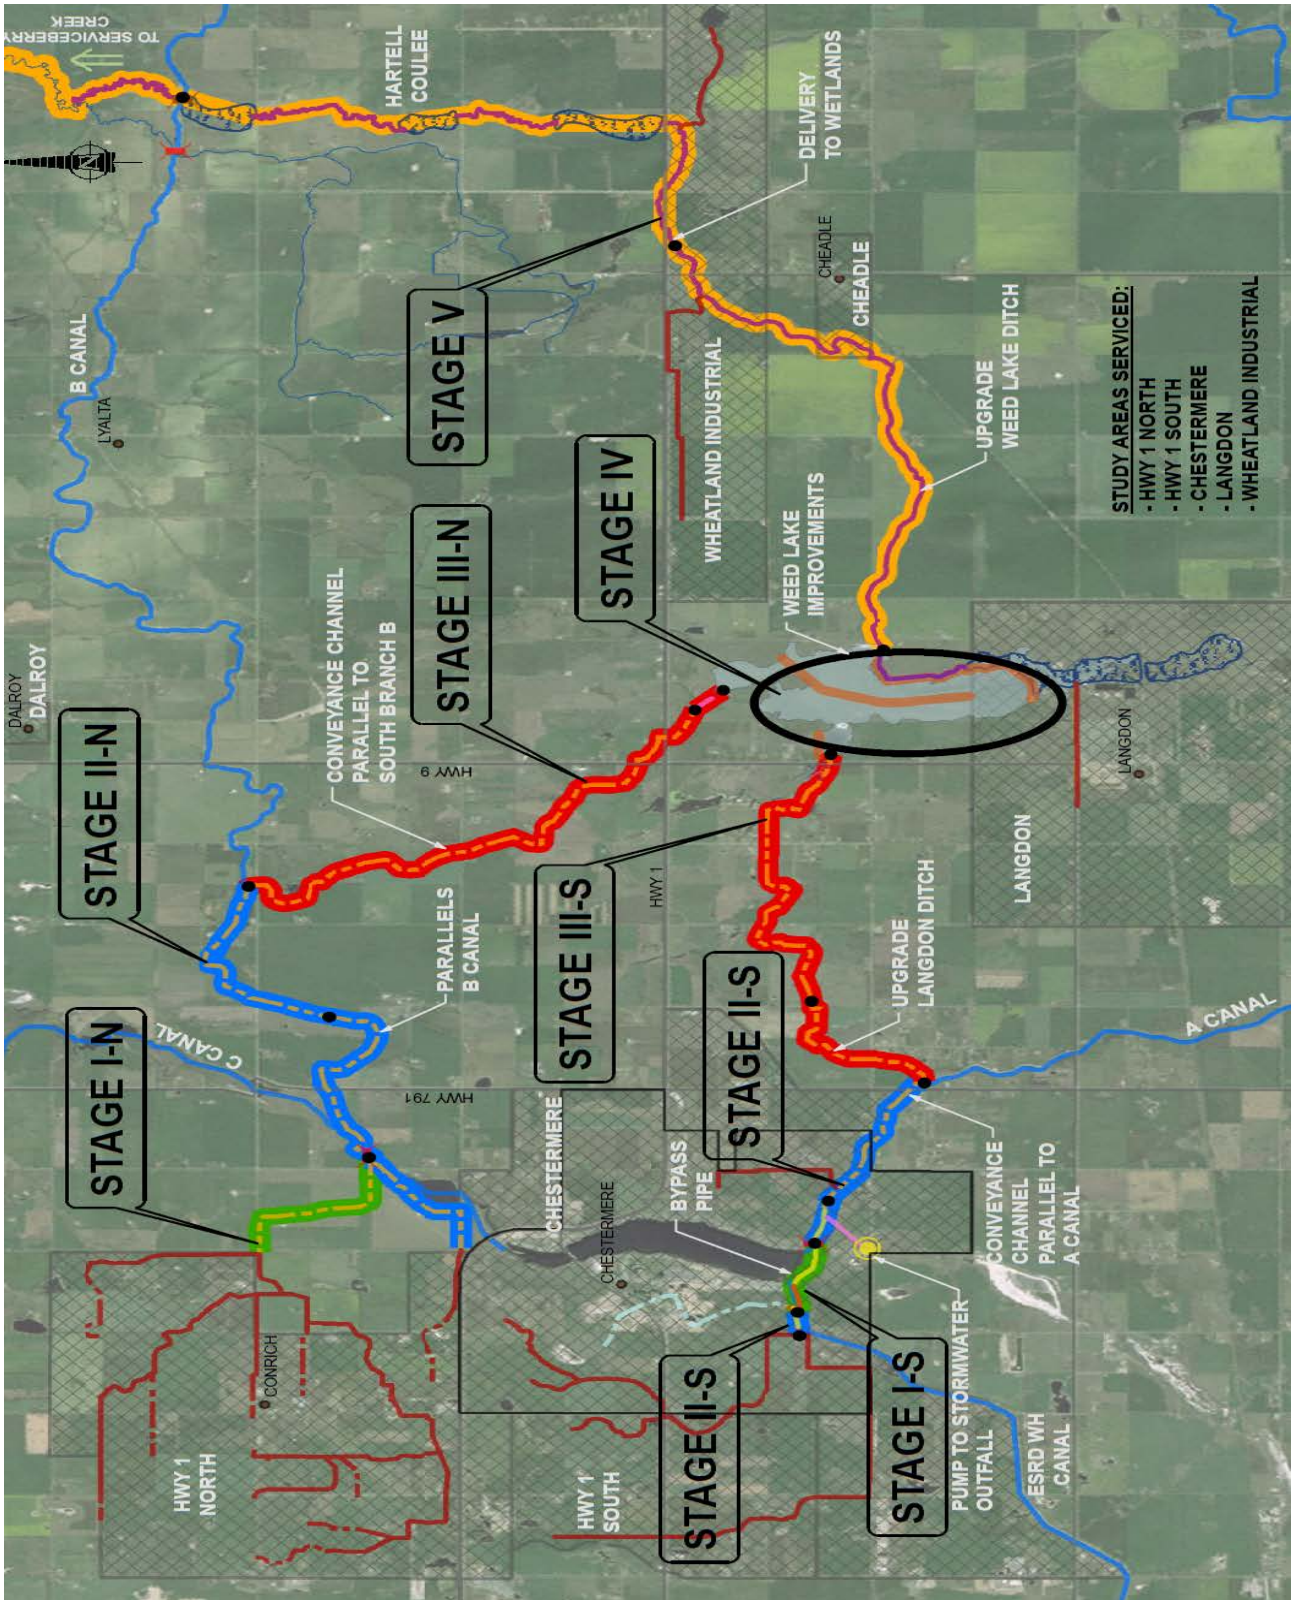 TO SERVICEBERRY
CREEK
N
HARTELL
COULEE
B CANAL
LYALTA
DALROY
DALROY
STAGE II-N
STAGE I-N
C CANAL
HWY 791
PARALLELS
B CANAL
CONVEYANCE CHANNEL
PARALLEL TO
SOUTH BRANCH B
HWY 9
STAGE III-N
STAGE V
STAGE IV
DELIVERY
TO WETLANDS
CHEADLE
CHEADLE
WHEATLAND INDUSTRIAL
UPGRADE
WEED LAKE DITCH
WEED LAKE
IMPROVEMENTS
STUDY AREAS SERVICED:
- HWY 1 NORTH
- HWY 1 SOUTH
- CHESTERMERE
- LANGDON
- WHEATLAND INDUSTRIAL
STAGE III-S
HWY 1
STAGE II-S
UPGRADE
LANGDON DITCH
LANGDON
LANGDON
A CANAL
CHESTERMERE
CHESTERMERE
BYPASS
PIPE
CONVEYANCE
CHANNEL
PARALLEL TO
A CANAL
CONRICH
HWY 1
NORTH
HWY 1
SOUTH
STAGE II-S
STAGE I-S
PUMP TO STORMWATER
OUTFALL
ESRD WH
CANAL